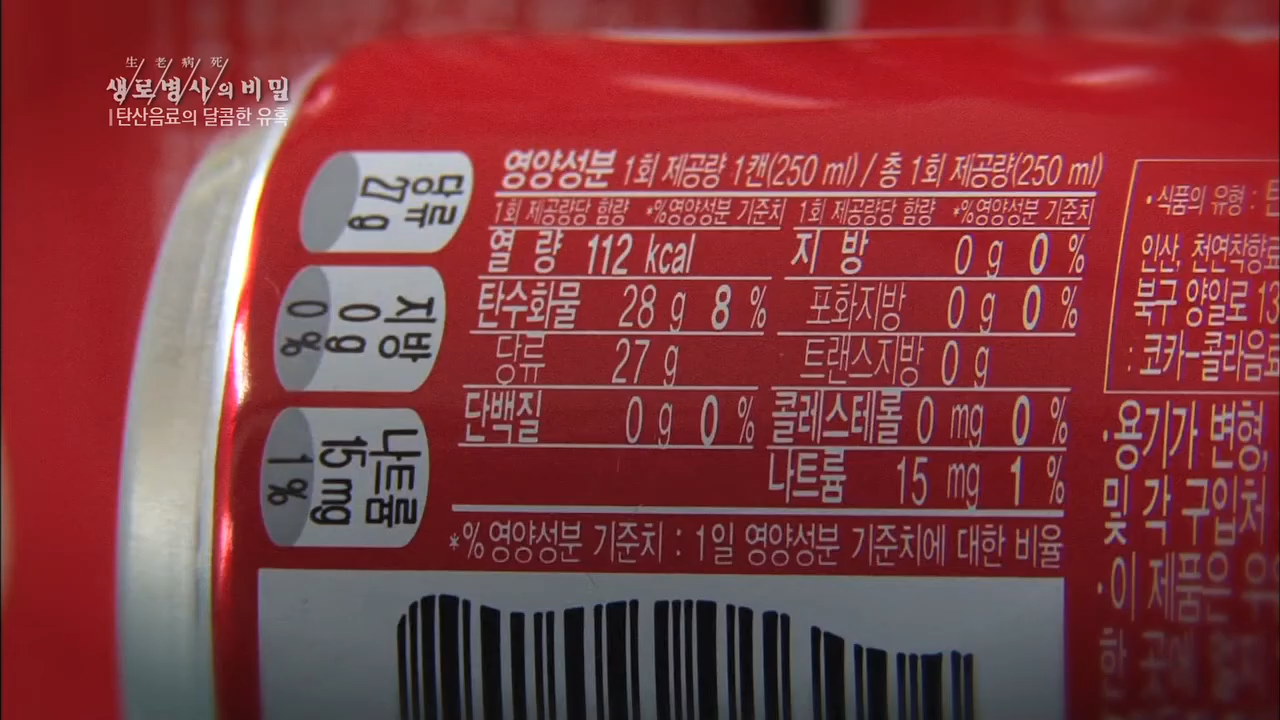 生老病死
생로병사의 비밀
탄산음료의 달콤한 유혹
당류
27 g
지방
0 g
0 %
나트륨
15 mg
1 %
영양성분 1회 제공량 1캔(250 ml) / 총 1회 제공량(250 ml)
1회 제공량당 함량 *%영양성분 기준치 1회 제공량당 함량 *%영양성분 기준치
열 량 112 kcal 지 방 0 g 0 %
탄수화물 28 g 8 % 포화지방 0 g 0 %
당류 27 g 트랜스지방 0 g
단백질 0 g 0 % 콜레스테롤 0 mg 0 %
나트륨 15 mg 1 %
*% 영양성분 기준치 : 1일 영양성분 기준치에 대한 비율
• 식품의 유형 :
인산, 천연착향료
북구 양일로 13
: 코카-콜라음료
·용기가 변형,
및 각 구입처
·이 제품은
한 곳에